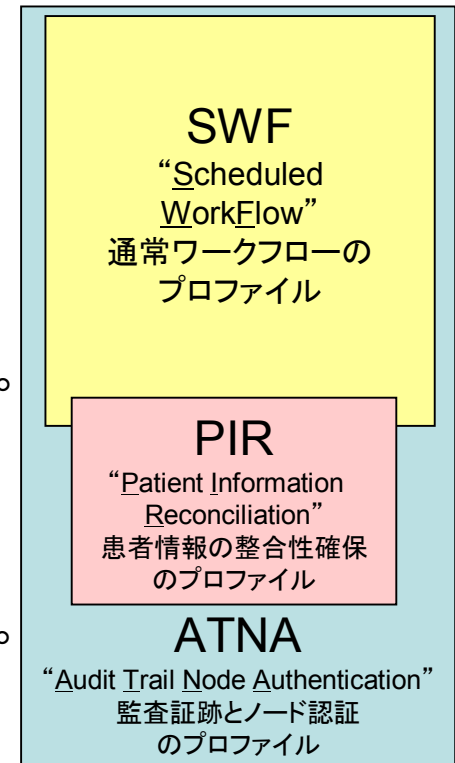 SWF
“Scheduled
WorkFlow”
通常ワークフローの
プロファイル
。
PIR
“Patient Information
Reconciliation”
患者情報の整合性確保
のプロファイル
。
ATNA
“Audit Trail Node Authentication”
監査証跡とノード認証
のプロファイル